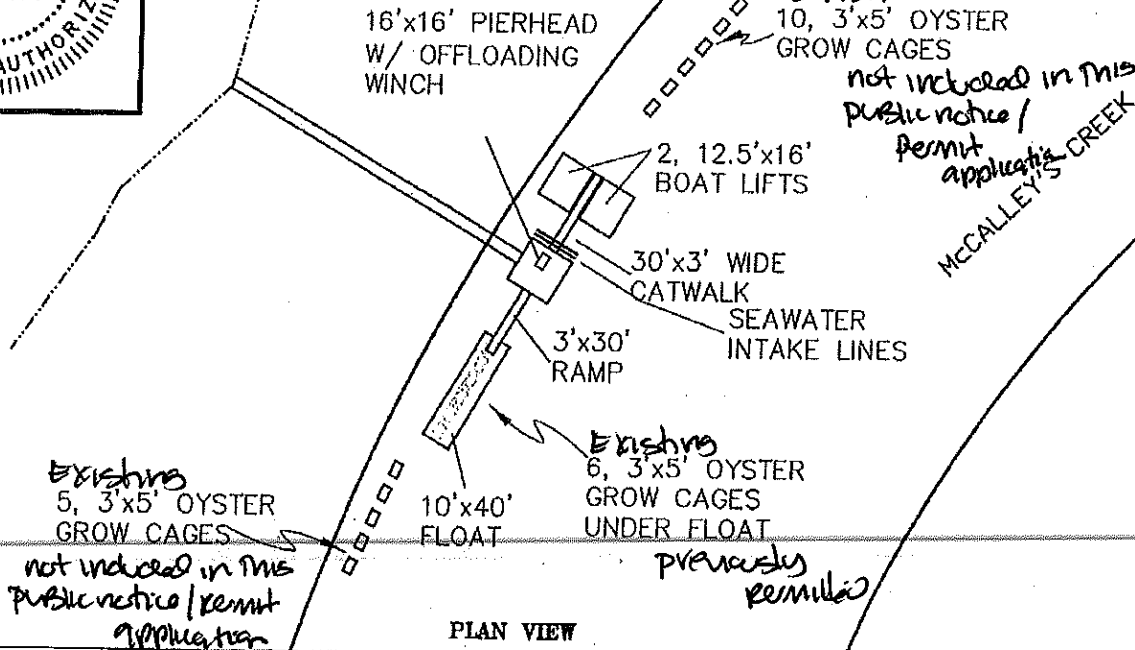 AUTHORIZ
16'x16' PIERHEAD
W/ OFFLOADING
WINCH
10, 3'x5' OYSTER
GROW CAGES
not included in this
public notice /
Permit
application
McCALLEY'S CREEK
2, 12.5'x16'
BOAT LIFTS
30'x3' WIDE
CATWALK
SEAWATER
INTAKE LINES
3'x30'
RAMP
Existing
6, 3'x5' OYSTER
GROW CAGES
UNDER FLOAT
previously
permitted
10'x40'
FLOAT
Existing
5, 3'x5' OYSTER
GROW CAGES
not included in this
public notice / permit
application
PLAN VIEW